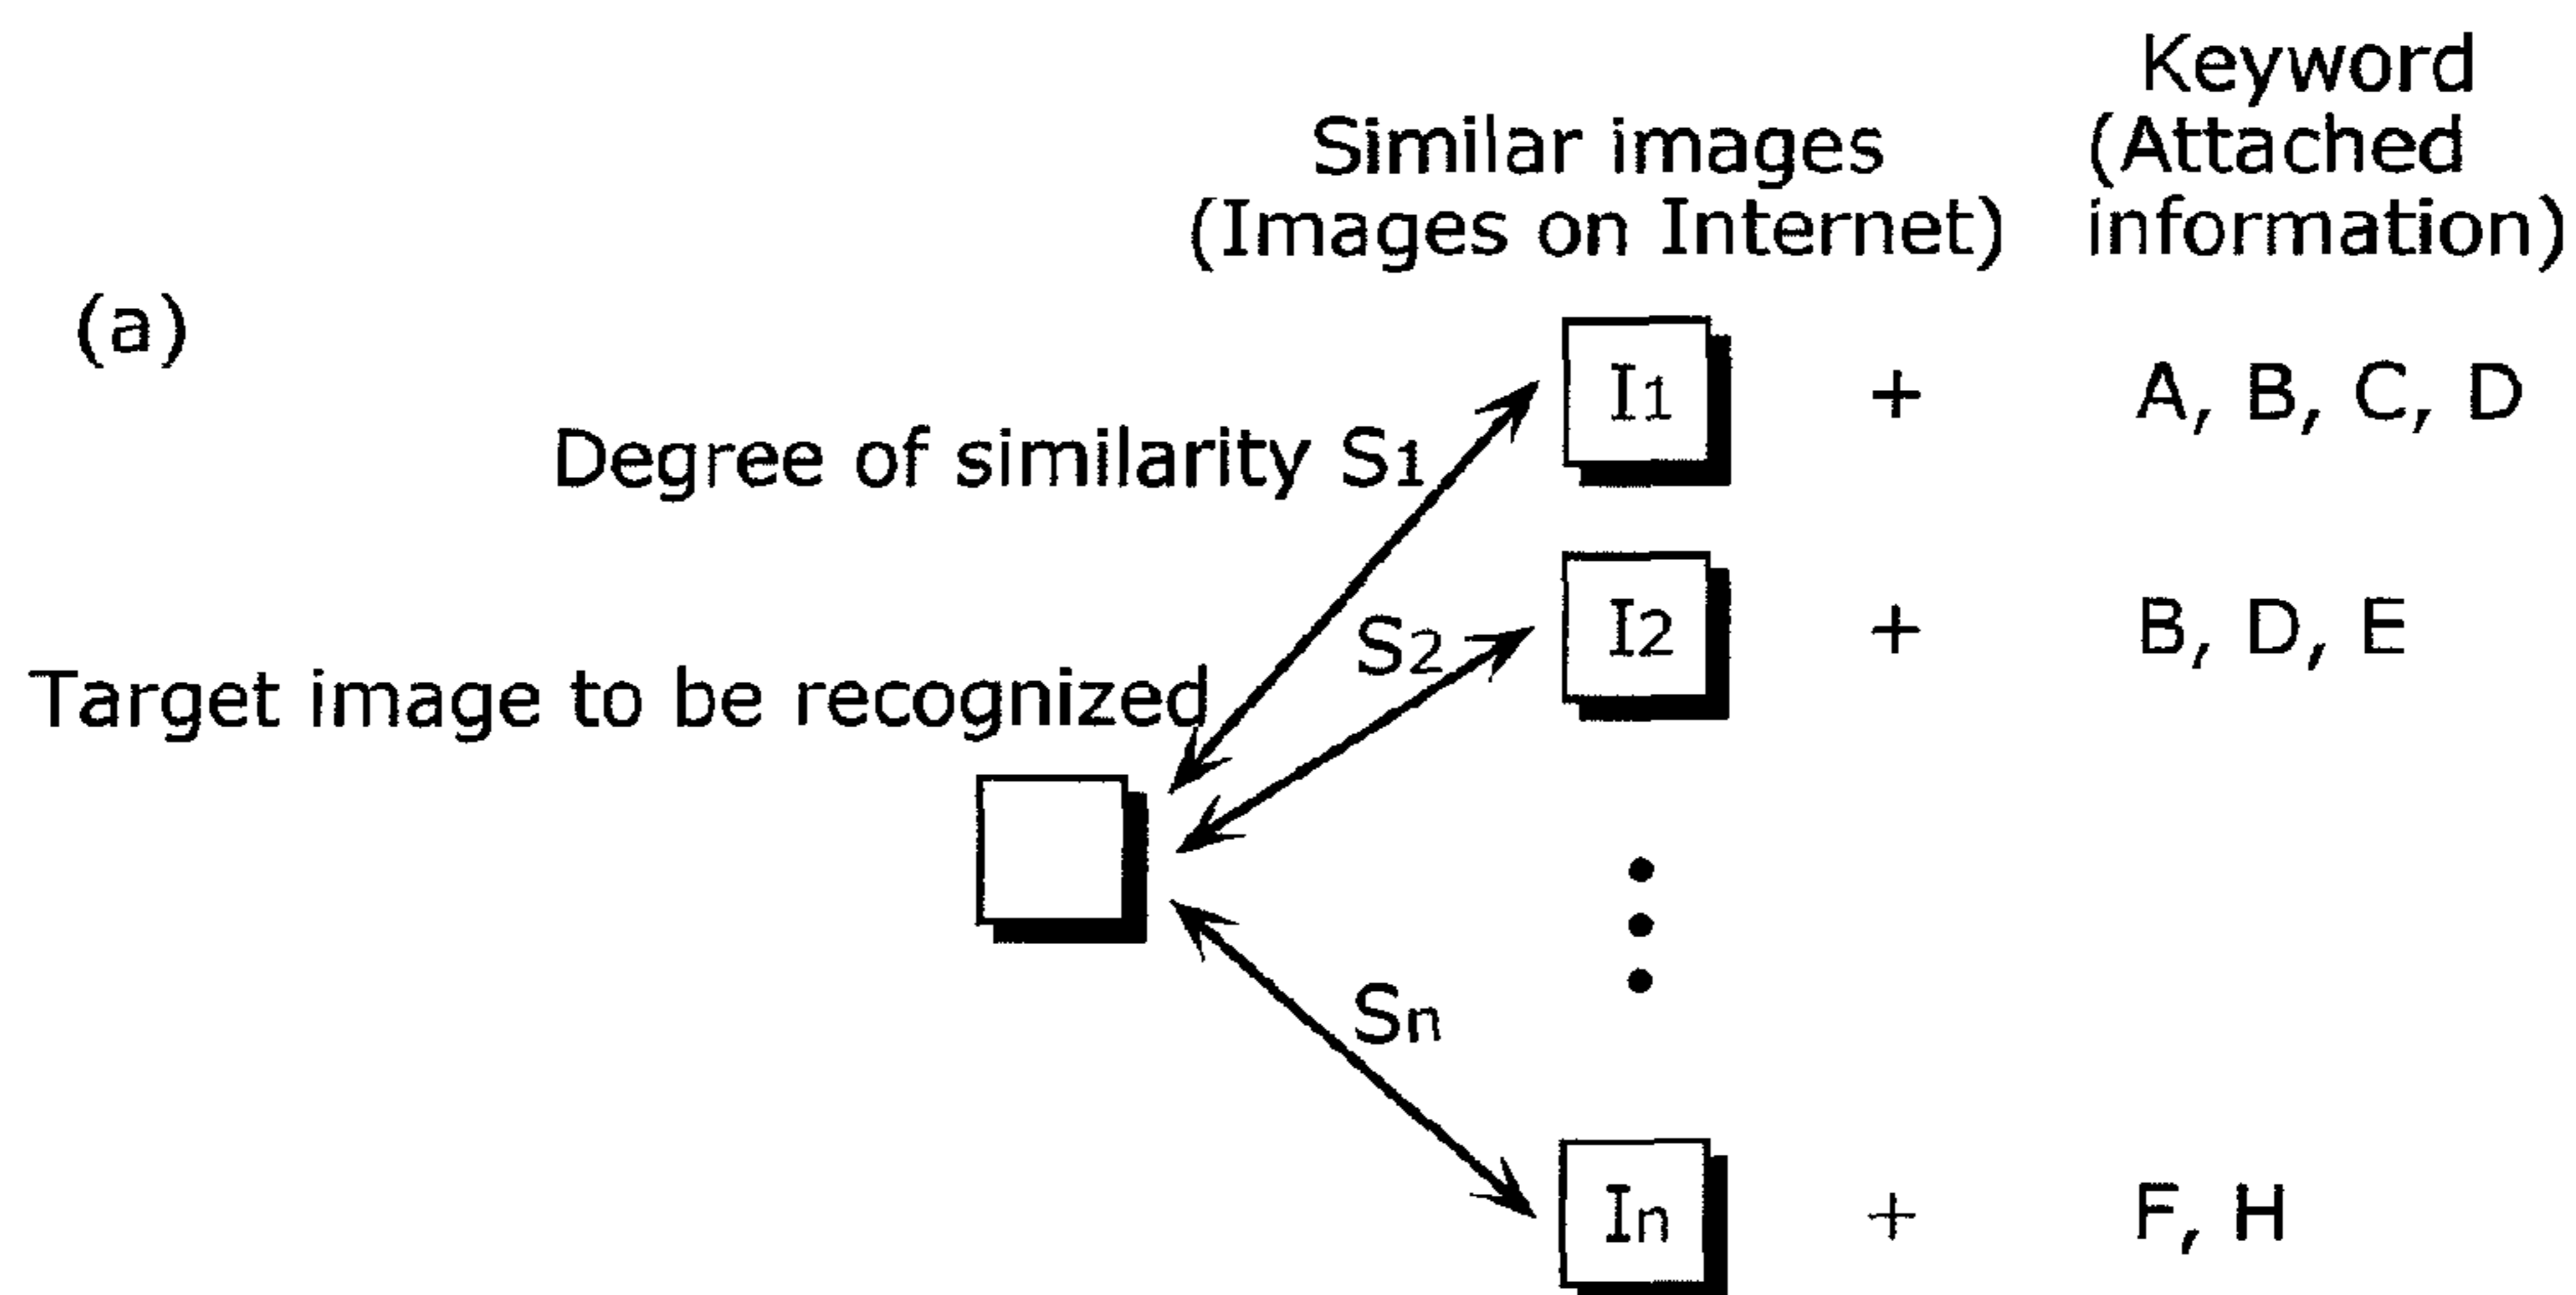 Keyword
Similar images (Attached
(Images on Internet) information)
(a)
I1 + A, B, C, D
Degree of similarity S1
I2 + B, D, E
S2
Target image to be recognized
Sn
In + F, H